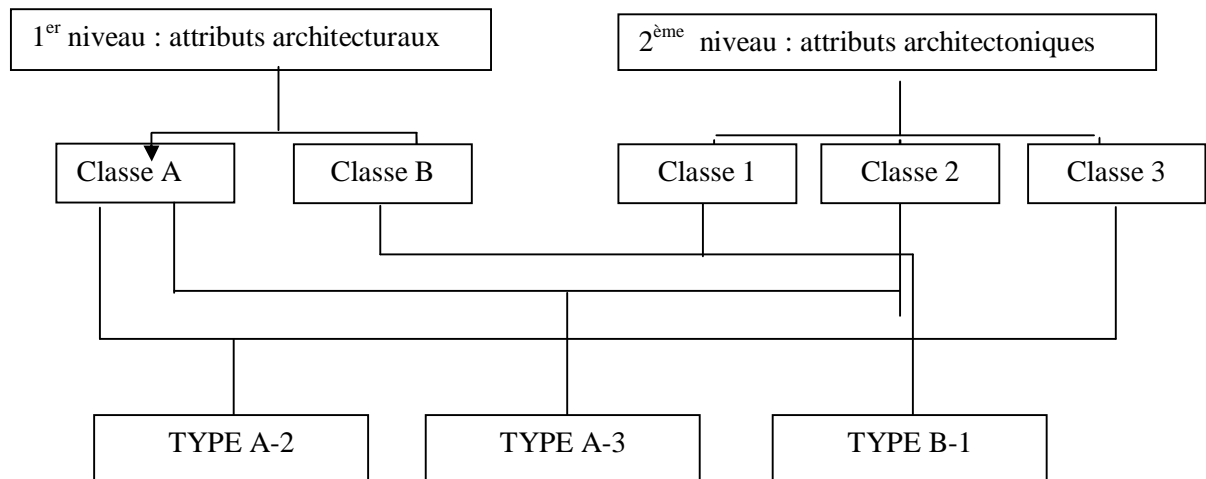 1er niveau : attributs architecturaux
2ème niveau : attributs architectoniques
Classe A
Classe B
Classe 1
Classe 2
Classe 3
TYPE A-2
TYPE A-3
TYPE B-1